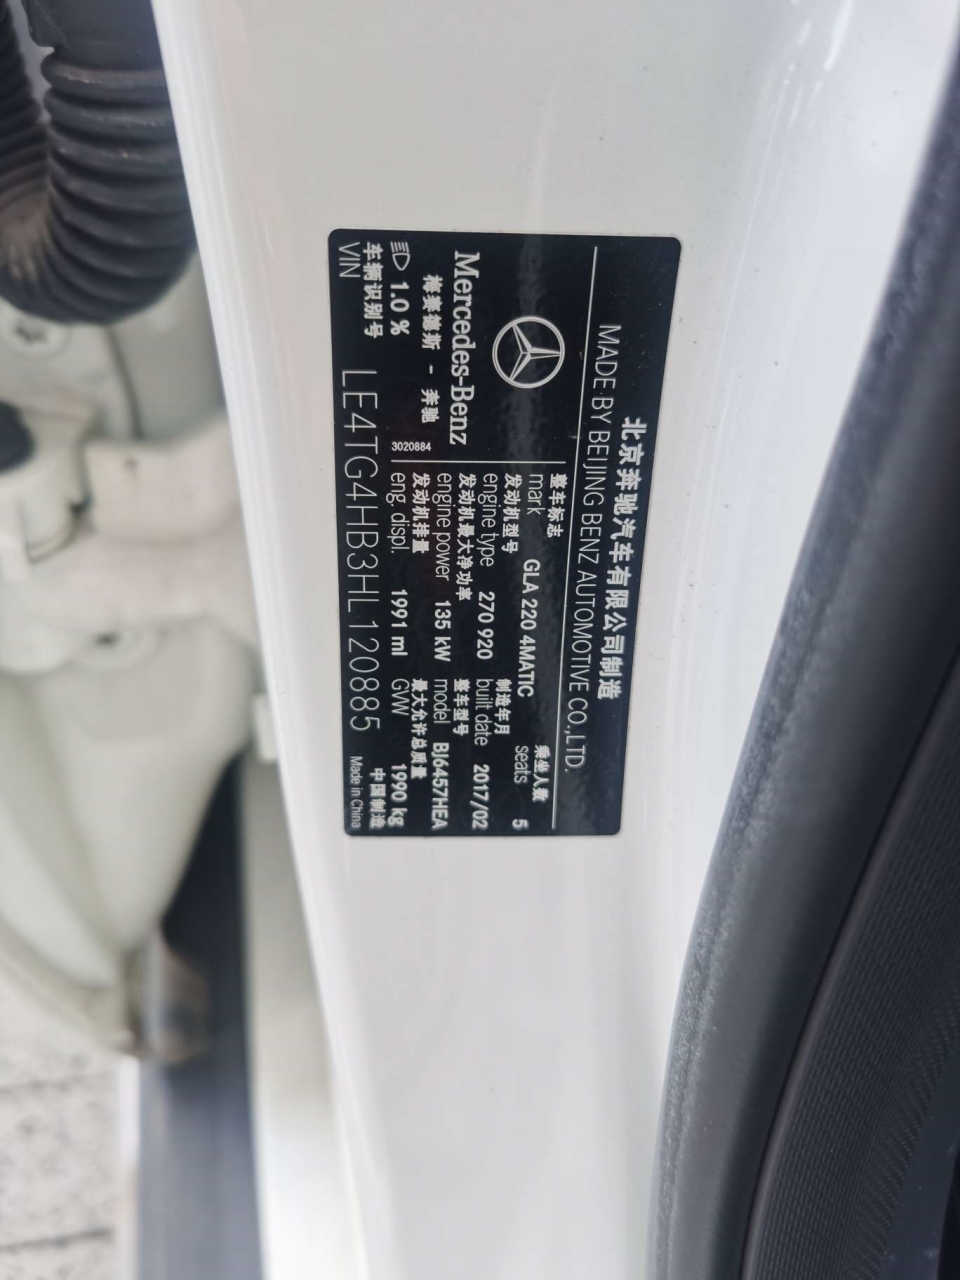 北京奔驰汽车有限公司制造
MADE BY BEIJING BENZ AUTOMOTIVE CO.,LTD.
Mercedes-Benz
梅赛德斯 - 奔驰
1.0 %
3020884
整车标志 乘坐人数
mark GLA 220 4MATIC seats 5
发动机型号 制造年月
engine type 270 920 built date 2017/02
发动机最大净功率 整车型号
engine power 135 kW model BJ6457HEA
发动机排量 最大允许总质量
eng. displ. 1991 ml GVW 1990 kg
车辆识别号 中国制造
VIN LE4TG4HB3HL120885 Made in China